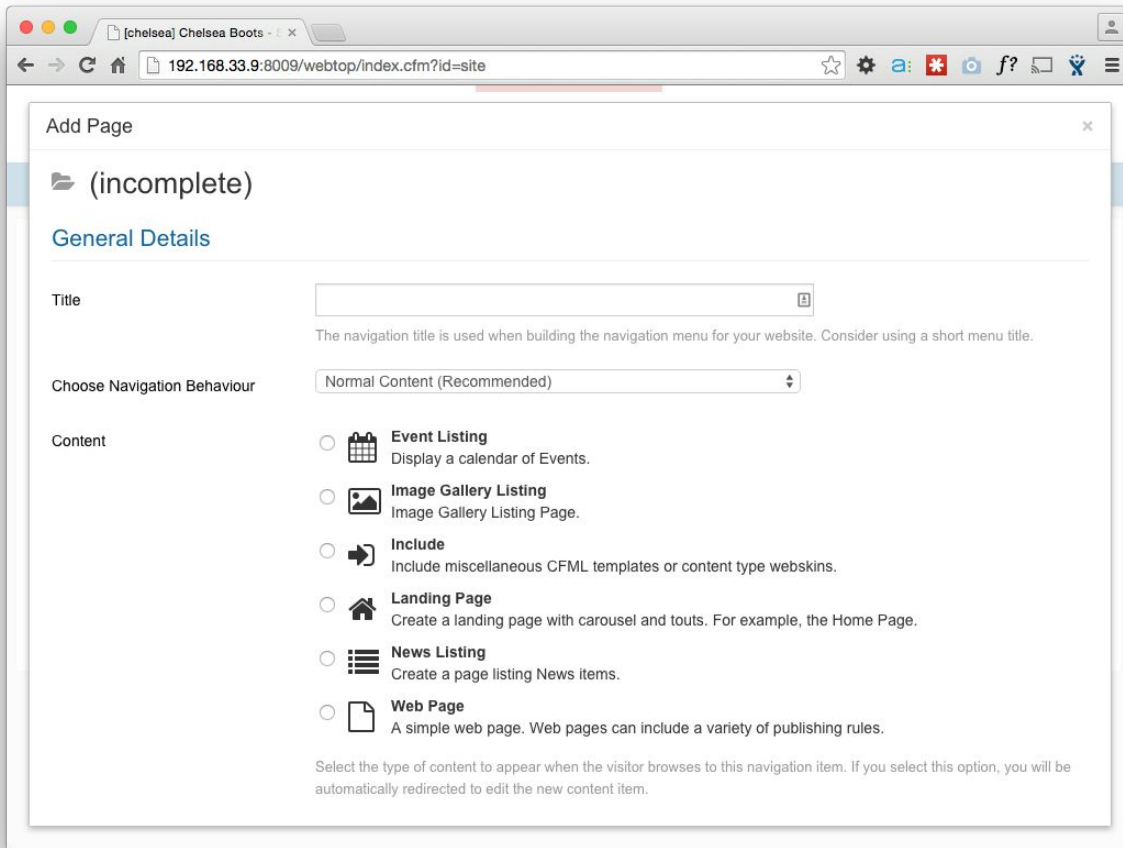 [chelsea] Chelsea Boots -
192.168.33.9:8009/webtop/index.cfm?id=site
a:
f?
Add Page
×
(incomplete)
General Details
Title
The navigation title is used when building the navigation menu for your website. Consider using a short menu title.
Choose Navigation Behaviour
Normal Content (Recommended)
Content
Event Listing
Display a calendar of Events.
Image Gallery Listing
Image Gallery Listing Page.
Include
Include miscellaneous CFML templates or content type webskins.
Landing Page
Create a landing page with carousel and touts. For example, the Home Page.
News Listing
Create a page listing News items.
Web Page
A simple web page. Web pages can include a variety of publishing rules.
Select the type of content to appear when the visitor browses to this navigation item. If you select this option, you will be
automatically redirected to edit the new content item.